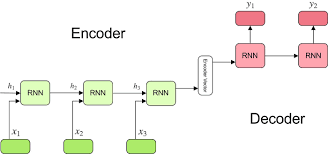 y₁ y₂
Encoder
RNN RNN
h₁ RNN h₂ RNN h₃ RNN
Encoder Vector
Decoder
x₁ x₂ x₃